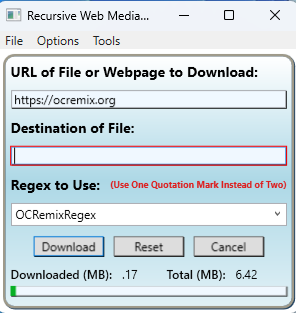 Recursive Web Media...
File Options Tools
URL of File or Webpage to Download:
https://ocremix.org
Destination of File:
Regex to Use: (Use One Quotation Mark Instead of Two)
OCRemixRegex
Download Reset Cancel
Downloaded (MB): .17 Total (MB): 6.42